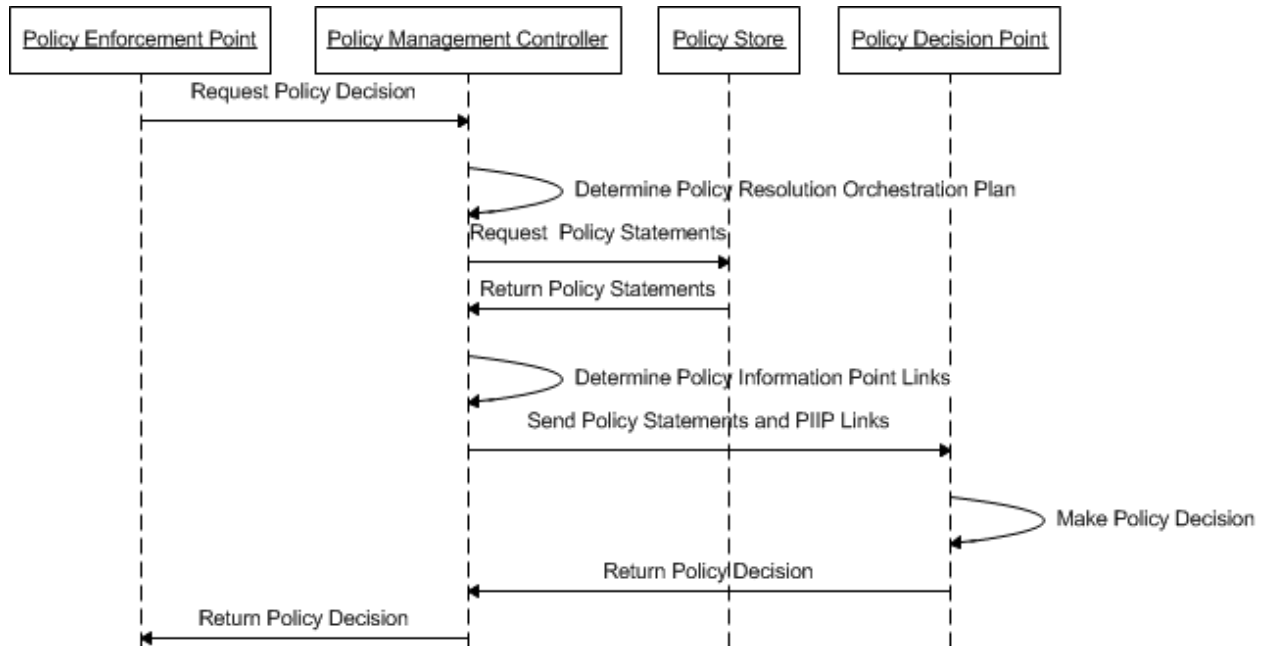 Policy Enforcement Point
Policy Management Controller
Policy Store
Policy Decision Point
Request Policy Decision
Determine Policy Resolution Orchestration Plan
Request Policy Statements
Return Policy Statements
Determine Policy Information Point Links
Send Policy Statements and PIIP Links
Make Policy Decision
Return Policy Decision
Return Policy Decision